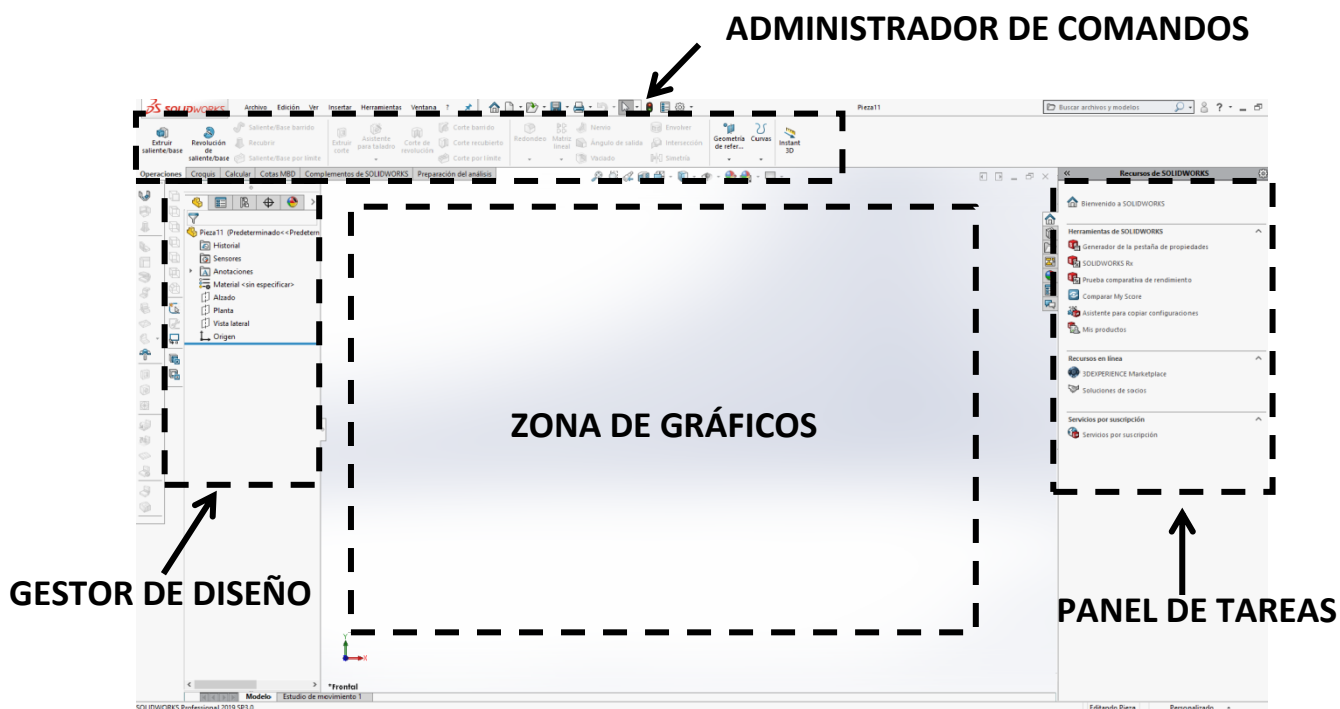 ADMINISTRADOR DE COMANDOS
SOLIDWORKS Archivo Edición Ver Insertar Herramientas Ventana ? Pieza11 Buscar archivos y modelos ?
Extruir saliente/base
Revolución de saliente/base
Saliente/Base barrido
Recubrir
Saliente/Base por límite
Extruir corte
Asistente para taladro
Corte de revolución
Corte barrido
Corte recubierto
Corte por límite
Redondeo
Matriz lineal
Nervio
Ángulo de salida
Vaciado
Envolver
Intersección
Simetría
Geometría de refer...
Curvas
Instant 3D
Operaciones Croquis Calcular Cotas MBD Complementos de SOLIDWORKS Preparación del análisis
Pieza11 (Predeterminado<<Predetern
Historial
Sensores
Anotaciones
Material <sin especificar>
Alzado
Planta
Vista lateral
Origen
ZONA DE GRÁFICOS
Recursos de SOLIDWORKS
Bienvenido a SOLIDWORKS
Herramientas de SOLIDWORKS
Generador de la pestaña de propiedades
SOLIDWORKS Rx
Prueba comparativa de rendimiento
Comparar My Score
Asistente para copiar configuraciones
Mis productos
Recursos en línea
3DEXPERIENCE Marketplace
Soluciones de socios
Servicios por suscripción
Servicios por suscripción
GESTOR DE DISEÑO
PANEL DE TAREAS
Y
X
*Frontal
Modelo Estudio de movimiento 1
SOLIDWORKS Professional 2019 SP3.0 Editando Pieza Personalizado